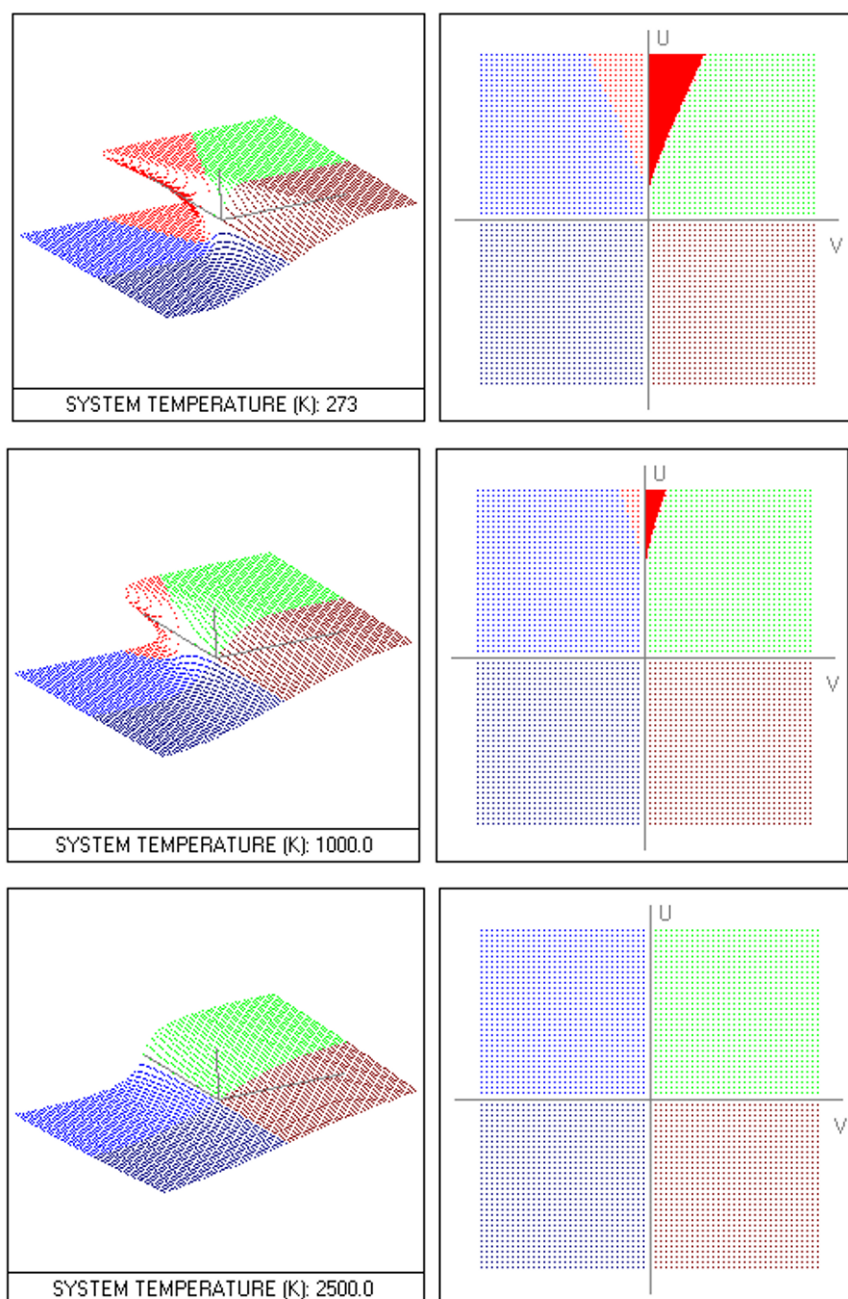 U
V
SYSTEM TEMPERATURE (K): 273
U
V
SYSTEM TEMPERATURE (K): 1000.0
U
V
SYSTEM TEMPERATURE (K): 2500.0